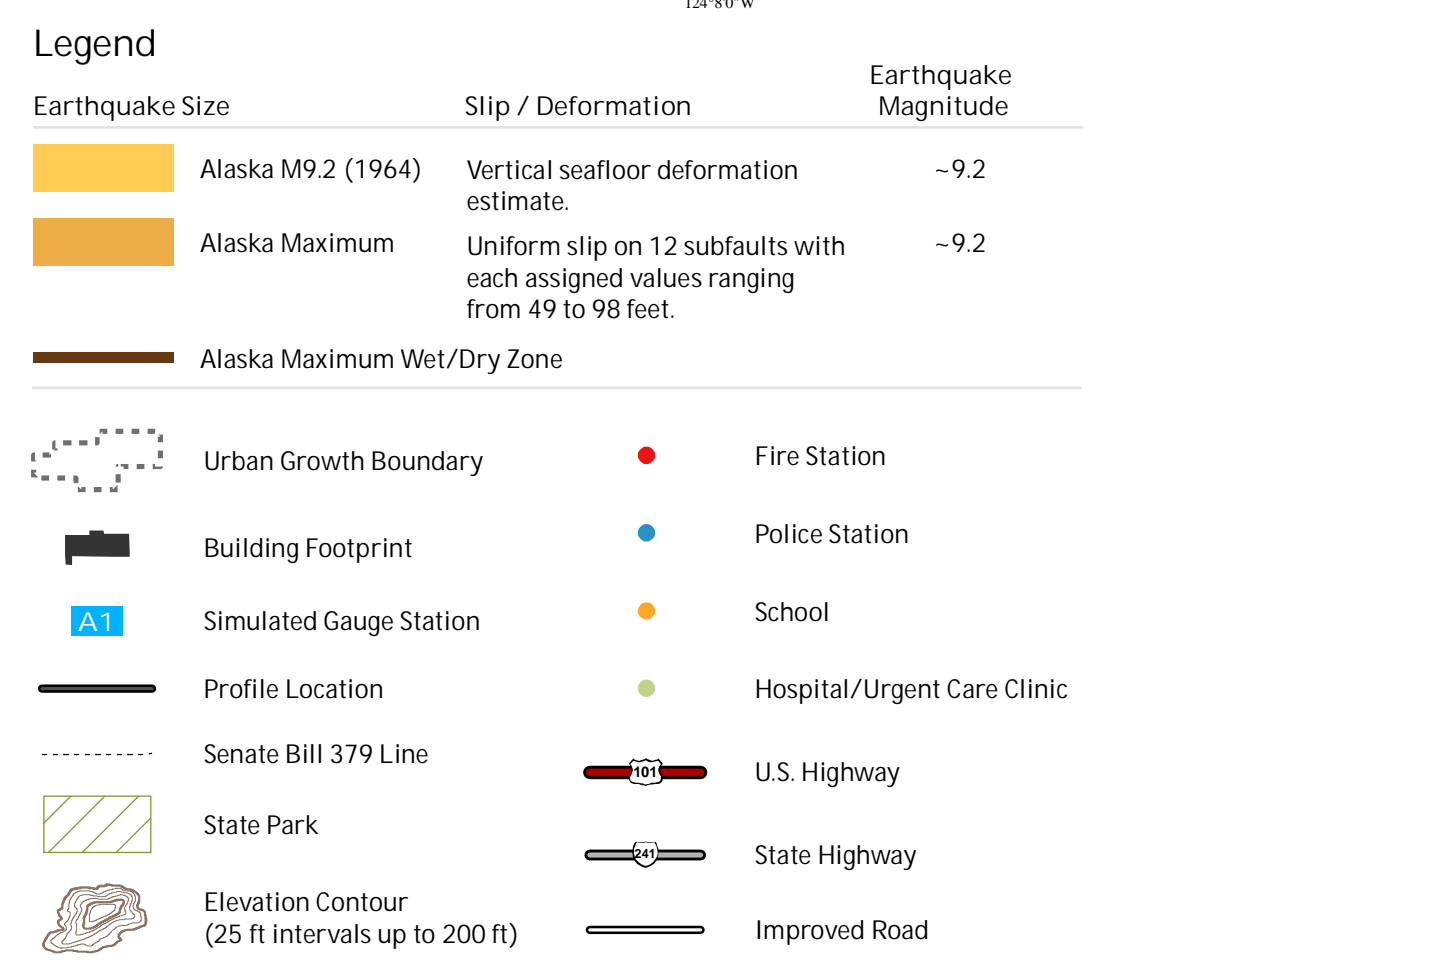 124°8'0"W
Legend
Earthquake Size
Slip / Deformation
Earthquake
Magnitude
Alaska M9.2 (1964)
Vertical seafloor deformation
estimate.
~9.2
Alaska Maximum
Uniform slip on 12 subfaults with
each assigned values ranging
from 49 to 98 feet.
~9.2
Alaska Maximum Wet/Dry Zone
Urban Growth Boundary
Building Footprint
A1
Simulated Gauge Station
Profile Location
Senate Bill 379 Line
State Park
Elevation Contour
(25 ft intervals up to 200 ft)
Fire Station
Police Station
School
Hospital/Urgent Care Clinic
101
U.S. Highway
241
State Highway
Improved Road